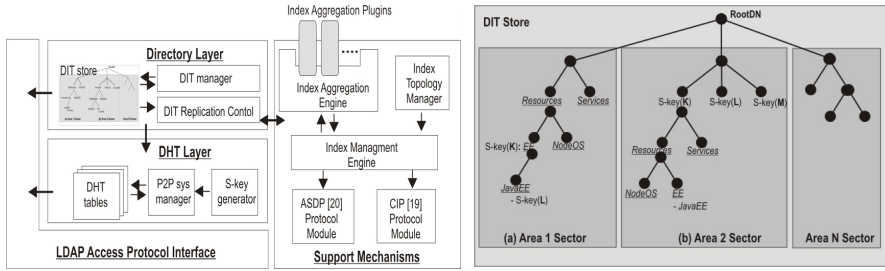 Index Aggregation Plugins
Directory Layer
DIT store
DIT manager
DIT Replication Contol
Index Aggregation
Engine
Index
Topology
Manager
Index Managment
Engine
DHT Layer
DHT
tables
P2P sys
manager
S-key
generator
ASDP [20]
Protocol
Module
CIP [19]
Protocol
Module
LDAP Access Protocol Interface
Support Mechanisms
DIT Store
RootDN
Resources
Services
S-key(K): EE
NodeOS
JavaEE
- S-key(L)
(a) Area 1 Sector
S-key(K)
S-key(L)
S-key(M)
Resources
Services
NodeOS
EE
- JavaEE
(b) Area 2 Sector
Area N Sector